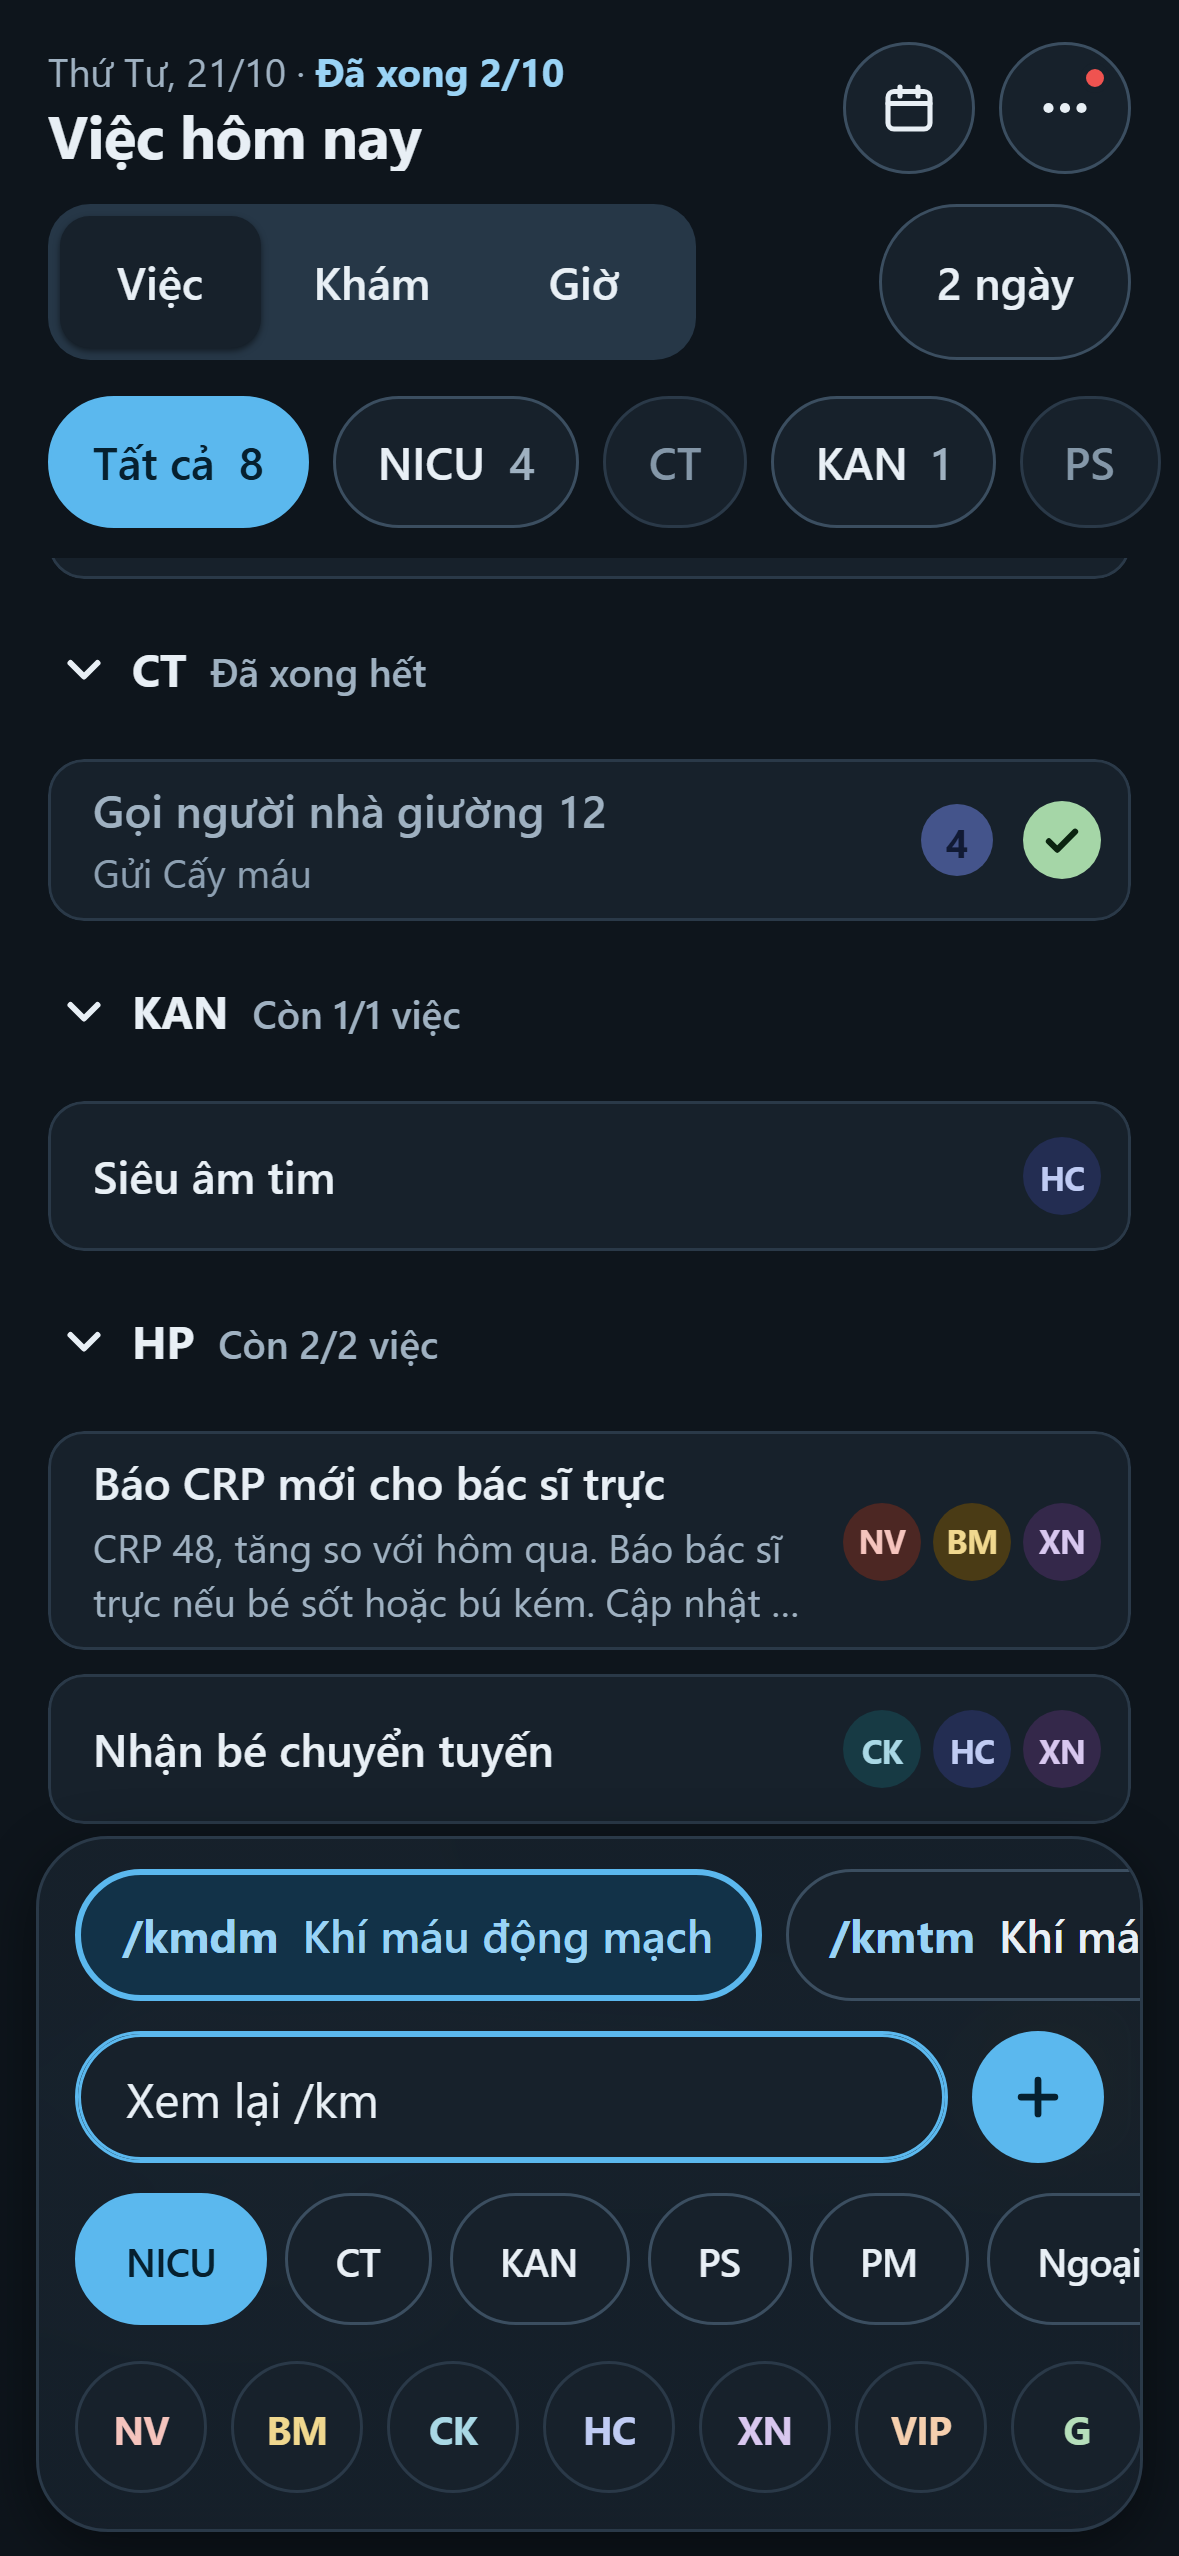 Thứ Tư, 21/10 · Đã xong 2/10
Việc hôm nay
Việc Khám Giờ 2 ngày
Tất cả 8 NICU 4 CT KAN 1 PS
CT Đã xong hết
Gọi người nhà giường 12
Gửi Cấy máu
4
KAN Còn 1/1 việc
Siêu âm tim HC
HP Còn 2/2 việc
Báo CRP mới cho bác sĩ trực
CRP 48, tăng so với hôm qua. Báo bác sĩ
trực nếu bé sốt hoặc bú kém. Cập nhật ...
NV BM XN
Nhận bé chuyển tuyến CK HC XN
/kmdm Khí máu động mạch /kmtm Khí má
Xem lại /km
NICU CT KAN PS PM Ngoại
NV BM CK HC XN VIP G